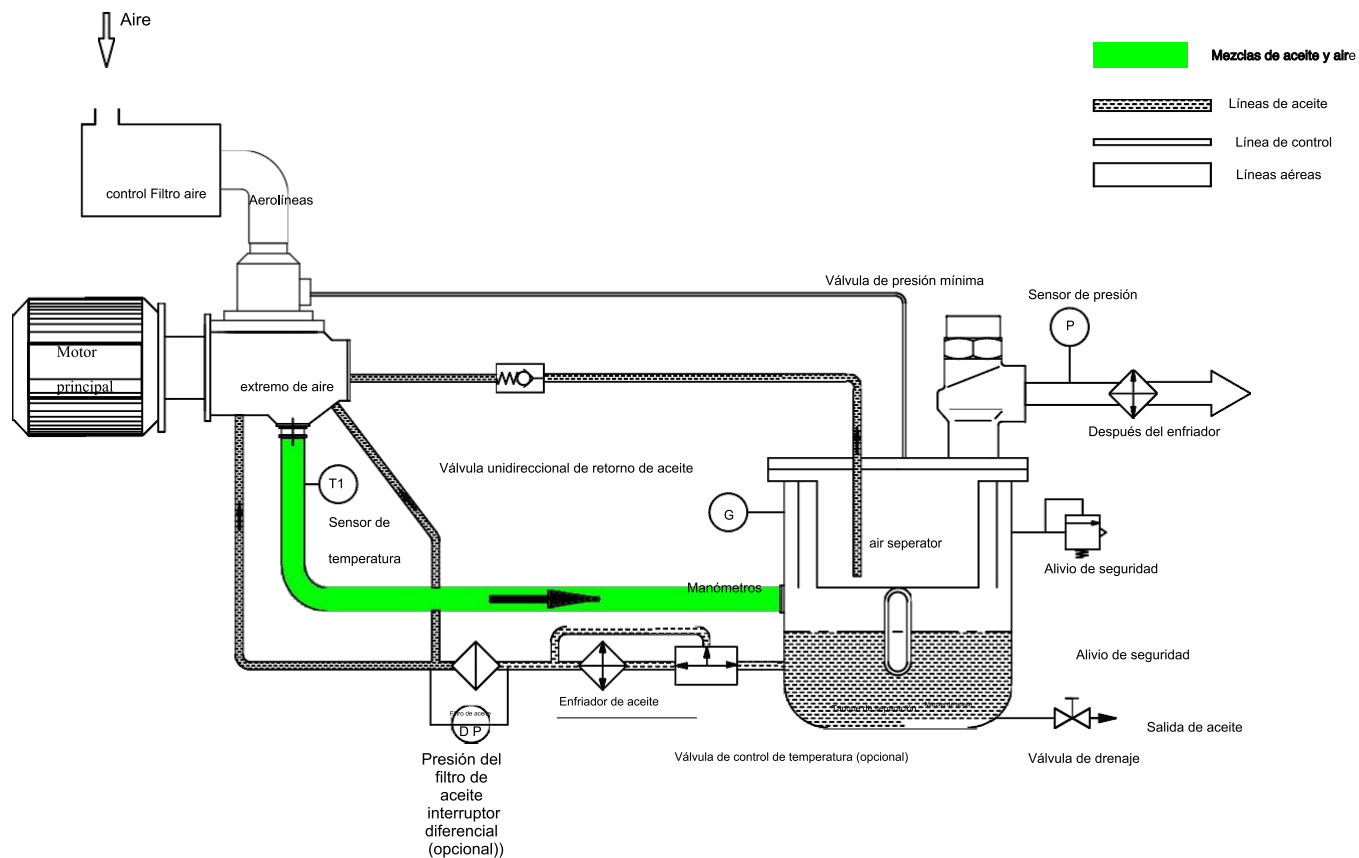 Aire
Mezclas de aceite y aire
Líneas de aceite
Línea de control
Líneas aéreas
control Filtro aire
Aerolíneas
Válvula de presión mínima
Sensor de presión
P
Motor
principal
extremo de aire
Después del enfriador
Válvula unidireccional de retorno de aceite
T1
Sensor de
temperatura
G
air seperator
Alivio de seguridad
Manómetros
Alivio de seguridad
Enfriador de aceite
Filtro de aceite
D P
Salida de aceite
Presión del
filtro de
aceite
interruptor
diferencial
(opcional))
Válvula de control de temperatura (opcional)
Válvula de drenaje